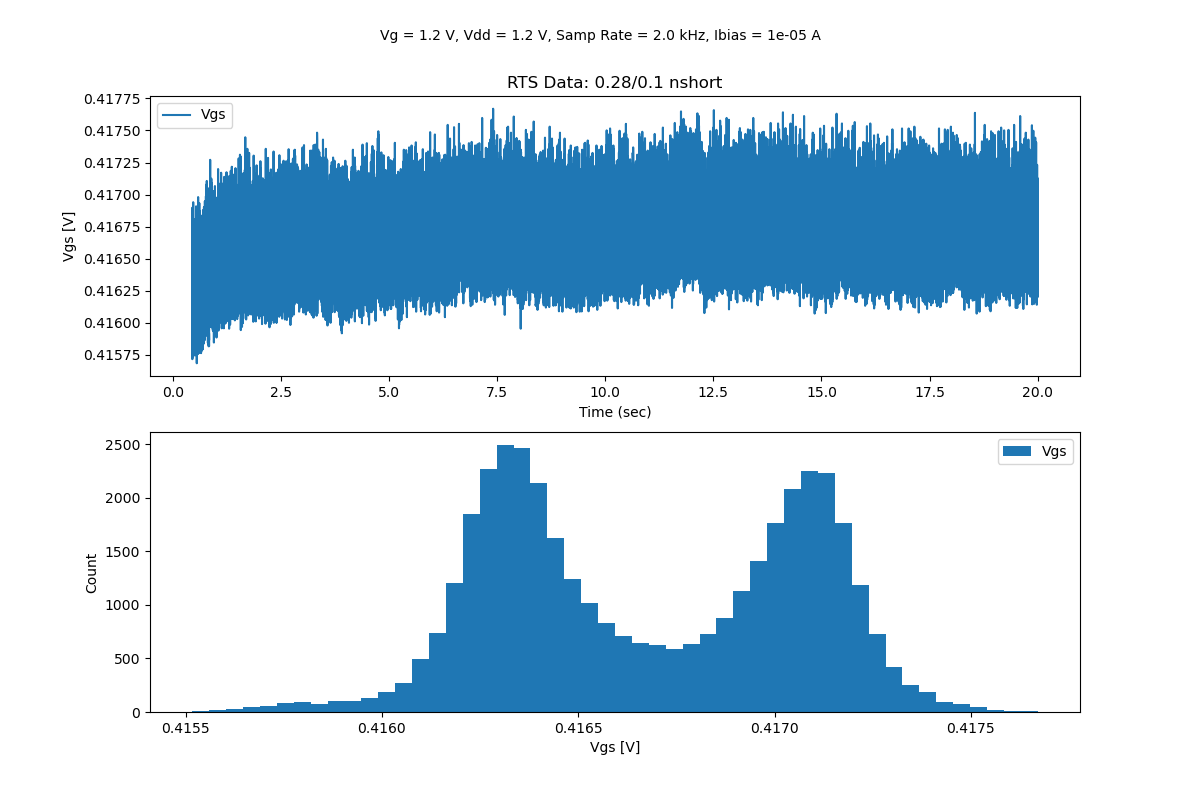 Vg = 1.2 V, Vdd = 1.2 V, Samp Rate = 2.0 kHz, Ibias = 1e-05 A
RTS Data: 0.28/0.1 nshort
Vgs
0.41775
0.41750
0.41725
0.41700
0.41675
0.41650
0.41625
0.41600
0.41575
Vgs [V]
0.0 2.5 5.0 7.5 10.0 12.5 15.0 17.5 20.0
Time (sec)
Vgs
2500
2000
1500
1000
500
0
Count
0.4155 0.4160 0.4165 0.4170 0.4175
Vgs [V]